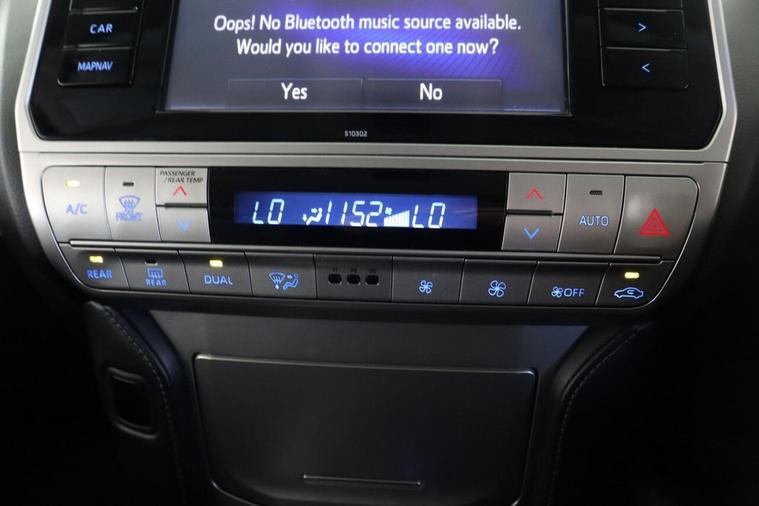 Oops! No Bluetooth music source available.
CAR
Would you like to connect one now?
MAPNAV
Yes No
510302
PASSENGER
/REAR TEMP
A/C FRONT LO 1152 LO AUTO
REAR REAR DUAL OFF